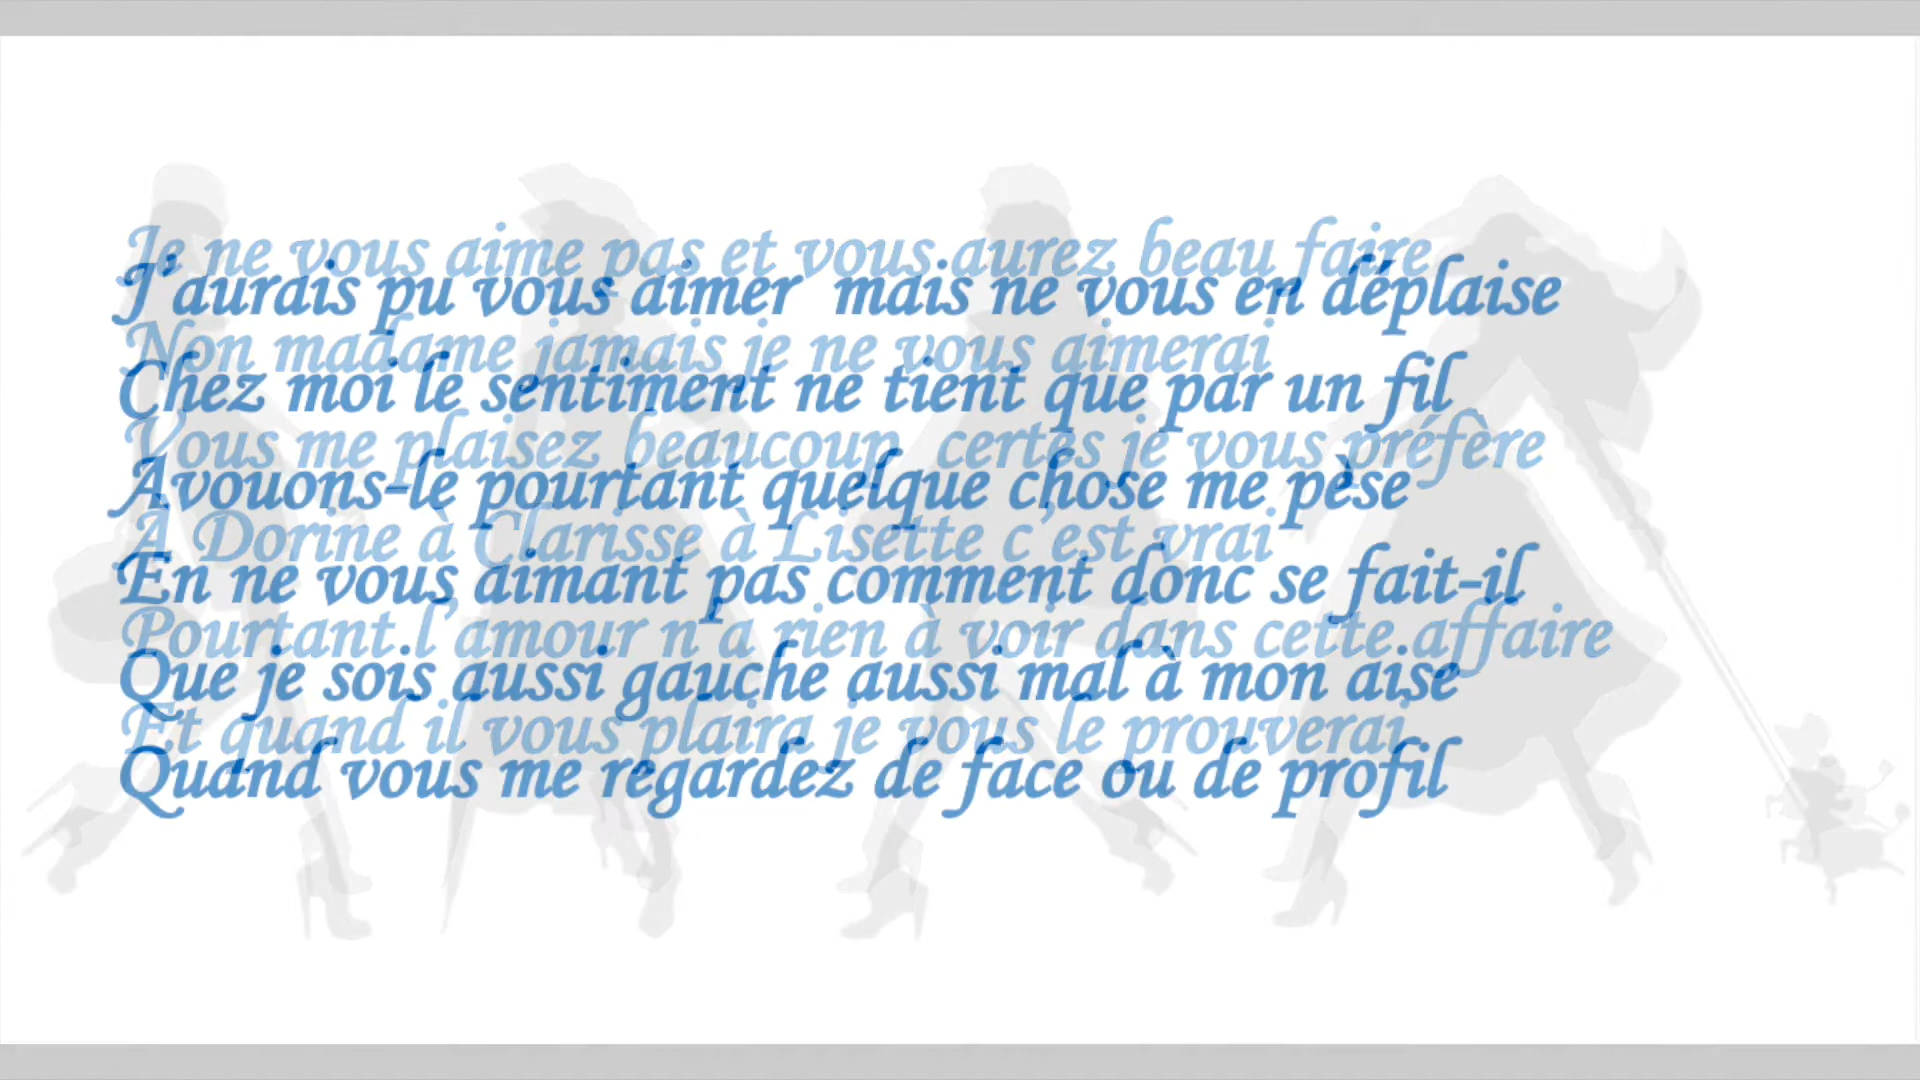 Je ne vous aime pas et vous aurez beau faire
J'aurais pu vous aimer mais ne vous en déplaise
Non madame jamais je ne vous aimerai
Chez moi le sentiment ne tient que par un fil
Vous me plaisez beaucoup certes je vous préfère
Avouons-le pourtant quelque chose me pèse
A Dorine à Clarisse à Lisette c'est vrai
En ne vous aimant pas comment donc se fait-il
Pourtant l'amour n'a rien à voir dans cette affaire
Que je sois aussi gauche aussi mal à mon aise
Et quand il vous plaira je vous le prouverai
Quand vous me regardez de face ou de profil